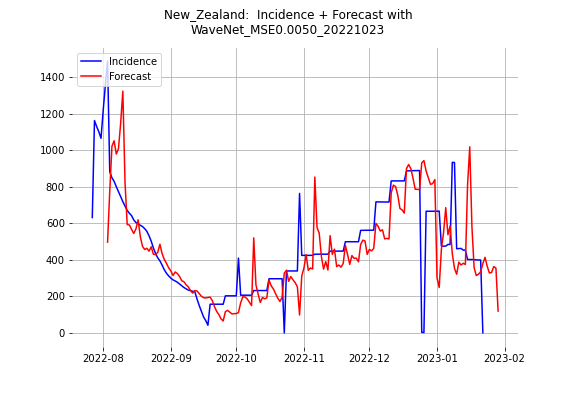 New_Zealand:  Incidence + Forecast with
WaveNet_MSE0.0050_20221023
Incidence
Forecast
1400
1200
1000
800
600
400
200
0
2022-08 2022-09 2022-10 2022-11 2022-12 2023-01 2023-02